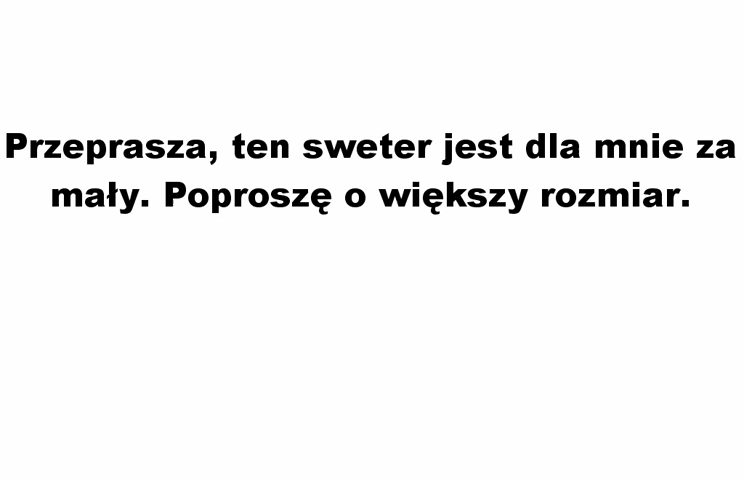 Przeprasza, ten sweter jest dla mnie za
mały. Poproszę o większy rozmiar.